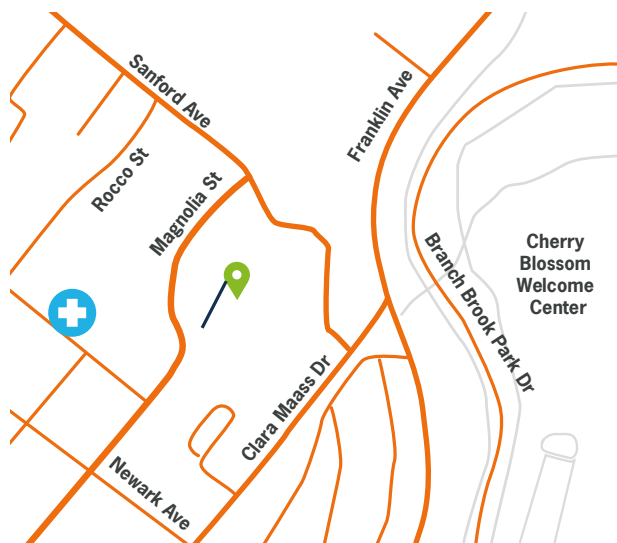 Sanford Ave
Franklin Ave
Rocco St
Magnolia St
Cherry
Blossom
Welcome
Center
Branch Brook Park Dr
Clara Maass Dr
Newark Ave